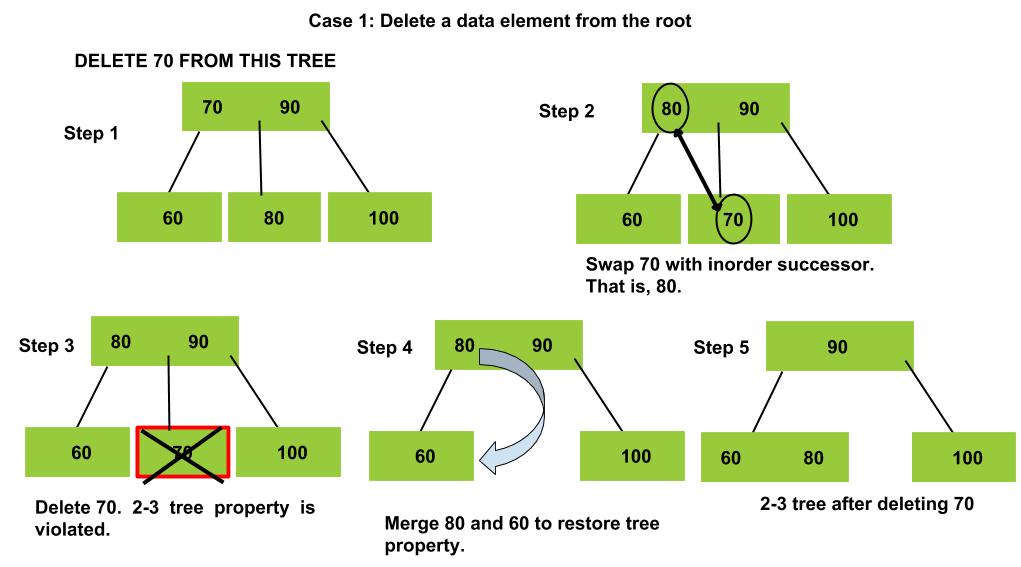 Case 1: Delete a data element from the root
DELETE 70 FROM THIS TREE
Step 1
70 90
60 80 100
Step 2
80 90
60 70 100
Swap 70 with inorder successor.
That is, 80.
Step 3
80 90
60 70 100
Delete 70. 2-3 tree property is
violated.
Step 4
80 90
60 100
Merge 80 and 60 to restore tree
property.
Step 5
90
60 80 100
2-3 tree after deleting 70